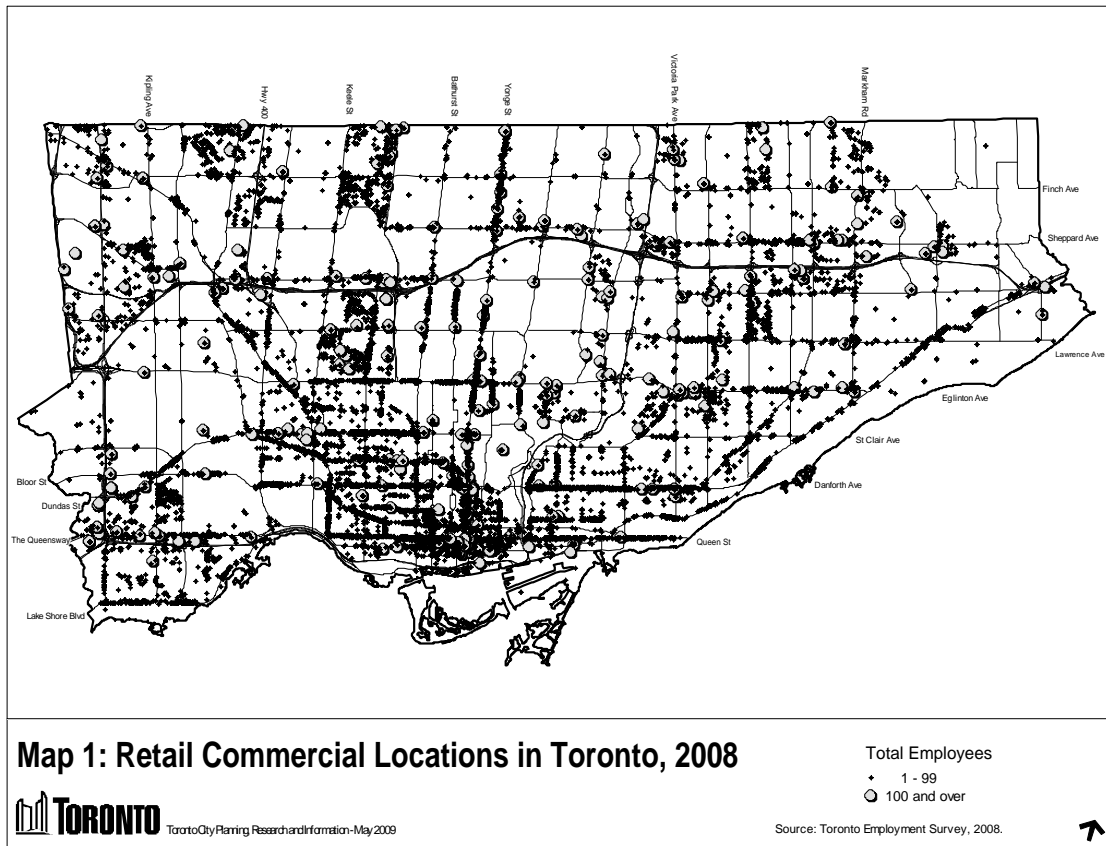 Kipling Ave
Hwy 400
Keele St
Bathurst St
Yonge St
Victoria Park Ave
Markham Rd
Finch Ave
Sheppard Ave
Lawrence Ave
Eglinton Ave
St Clair Ave
Danforth Ave
Queen St
Bloor St
Dundas St
The Queensway
Lake Shore Blvd
Map 1: Retail Commercial Locations in Toronto, 2008
Total Employees
1 - 99
100 and over
TORONTO
Toronto City Planning, Research and Information - May 2009
Source: Toronto Employment Survey, 2008.